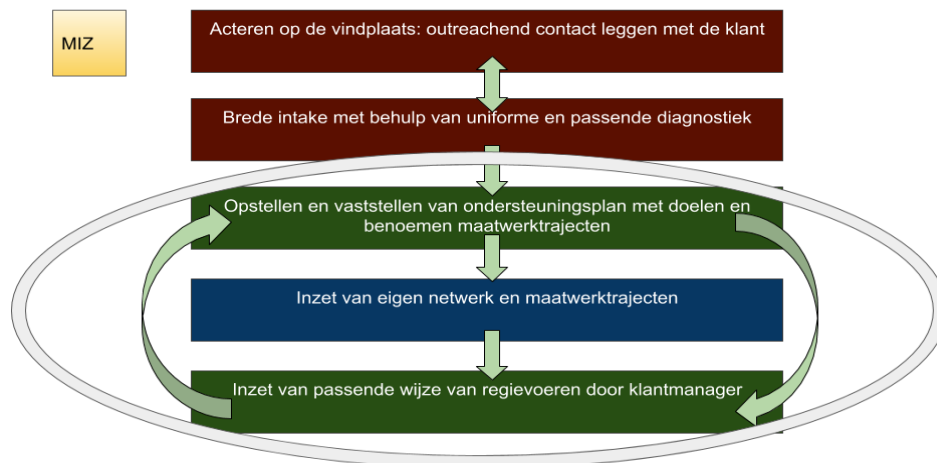 MIZ
Acteren op de vindplaats: outreachend contact leggen met de klant
Brede intake met behulp van uniforme en passende diagnostiek
Opstellen en vaststellen van ondersteuningsplan met doelen en
benoemen maatwerktrajecten
Inzet van eigen netwerk en maatwerktrajecten
Inzet van passende wijze van regievoeren door klantmanager